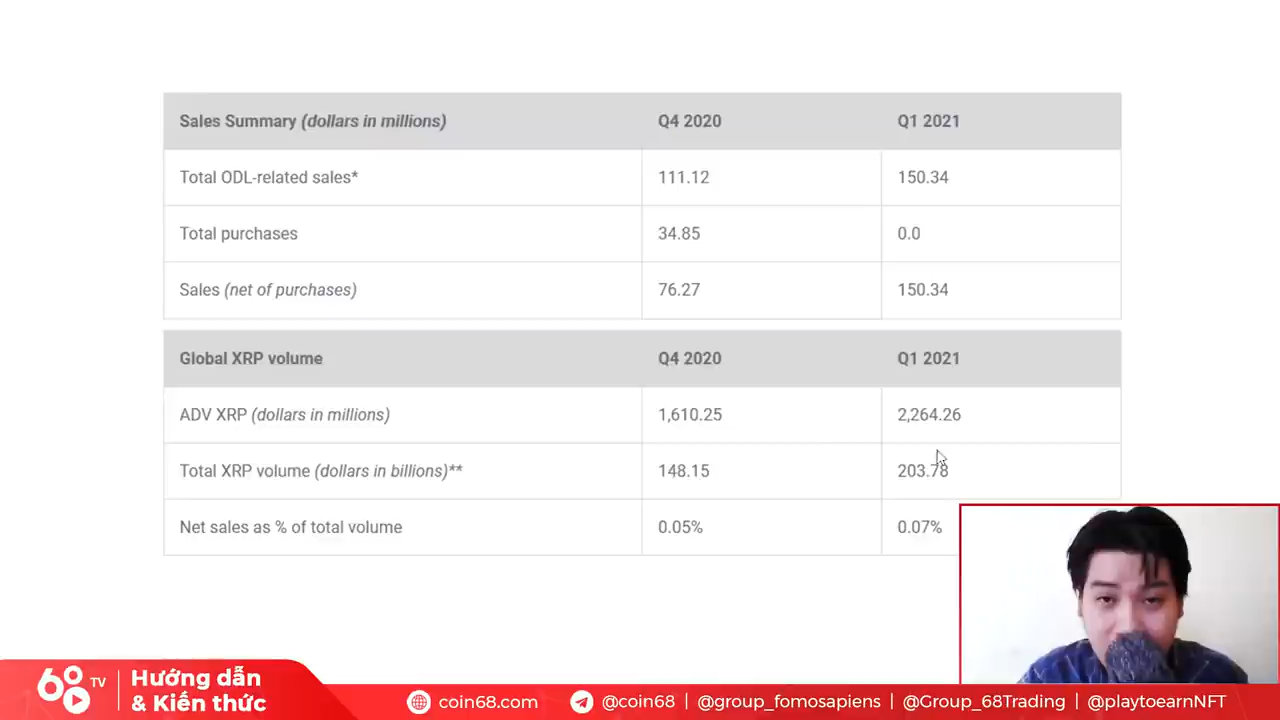 Sales Summary (dollars in millions) Q4 2020 Q1 2021
Total ODL-related sales* 111.12 150.34
Total purchases 34.85 0.0
Sales (net of purchases) 76.27 150.34
Global XRP volume Q4 2020 Q1 2021
ADV XRP (dollars in millions) 1,610.25 2,264.26
Total XRP volume (dollars in billions)** 148.15 203.78
Net sales as % of total volume 0.05% 0.07%
68 TV
Hướng dẫn
& Kiến thức
coin68.com @coin68 | @group_fomosapiens | @Group_68Trading | @playtoearnNFT